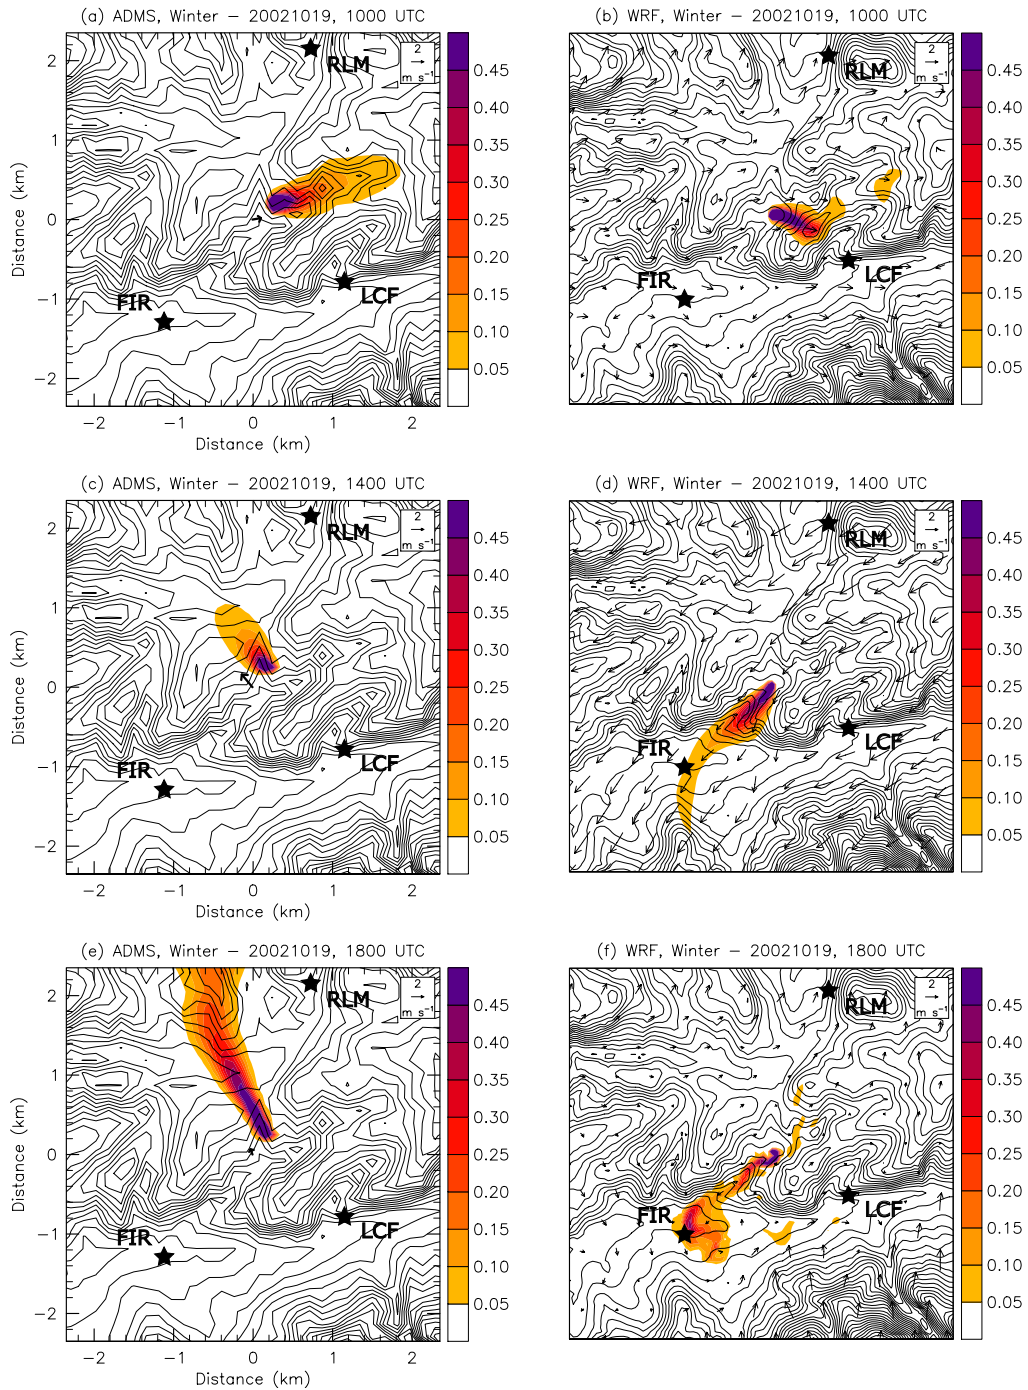 (a) ADMS, Winter − 20021019, 1000 UTC
2
m s⁻¹
RLM
FIR
LCF
Distance (km)
2
1
0
−1
−2
−2 −1 0 1 2
Distance (km)
0.45
0.40
0.35
0.30
0.25
0.20
0.15
0.10
0.05
(b) WRF, Winter − 20021019, 1000 UTC
2
m s⁻¹
RLM
FIR
LCF
0.45
0.40
0.35
0.30
0.25
0.20
0.15
0.10
0.05
(c) ADMS, Winter − 20021019, 1400 UTC
2
m s⁻¹
RLM
FIR
LCF
Distance (km)
2
1
0
−1
−2
−2 −1 0 1 2
Distance (km)
0.45
0.40
0.35
0.30
0.25
0.20
0.15
0.10
0.05
(d) WRF, Winter − 20021019, 1400 UTC
2
m s⁻¹
RLM
FIR
LCF
0.45
0.40
0.35
0.30
0.25
0.20
0.15
0.10
0.05
(e) ADMS, Winter − 20021019, 1800 UTC
2
m s⁻¹
RLM
FIR
LCF
Distance (km)
2
1
0
−1
−2
−2 −1 0 1 2
Distance (km)
0.45
0.40
0.35
0.30
0.25
0.20
0.15
0.10
0.05
(f) WRF, Winter − 20021019, 1800 UTC
2
m s⁻¹
RLM
FIR
LCF
0.45
0.40
0.35
0.30
0.25
0.20
0.15
0.10
0.05